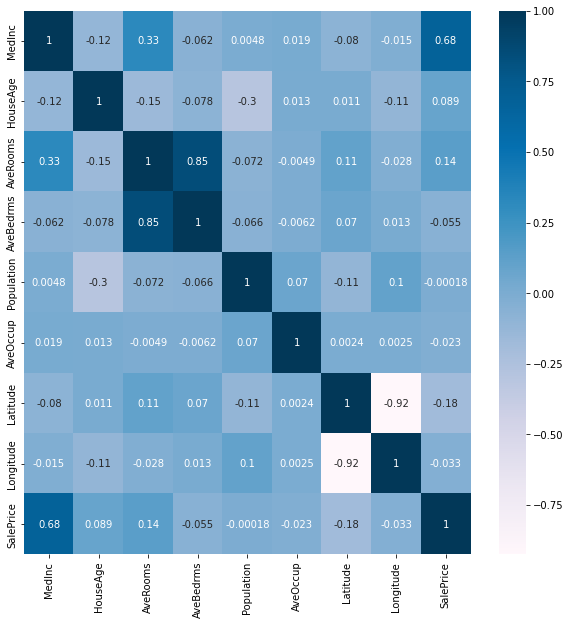 MedInc 1 -0.12 0.33 -0.062 0.0048 0.019 -0.08 -0.015 0.68
HouseAge -0.12 1 -0.15 -0.078 -0.3 0.013 0.011 -0.11 0.089
AveRooms 0.33 -0.15 1 0.85 -0.072 -0.0049 0.11 -0.028 0.14
AveBedrms -0.062 -0.078 0.85 1 -0.066 -0.0062 0.07 0.013 -0.055
Population 0.0048 -0.3 -0.072 -0.066 1 0.07 -0.11 0.1 -0.00018
AveOccup 0.019 0.013 -0.0049 -0.0062 0.07 1 0.0024 0.0025 -0.023
Latitude -0.08 0.011 0.11 0.07 -0.11 0.0024 1 -0.92 -0.18
Longitude -0.015 -0.11 -0.028 0.013 0.1 0.0025 -0.92 1 -0.033
SalePrice 0.68 0.089 0.14 -0.055 -0.00018 -0.023 -0.18 -0.033 1
MedInc HouseAge AveRooms AveBedrms Population AveOccup Latitude Longitude SalePrice
1.00
0.75
0.50
0.25
0.00
−0.25
−0.50
−0.75